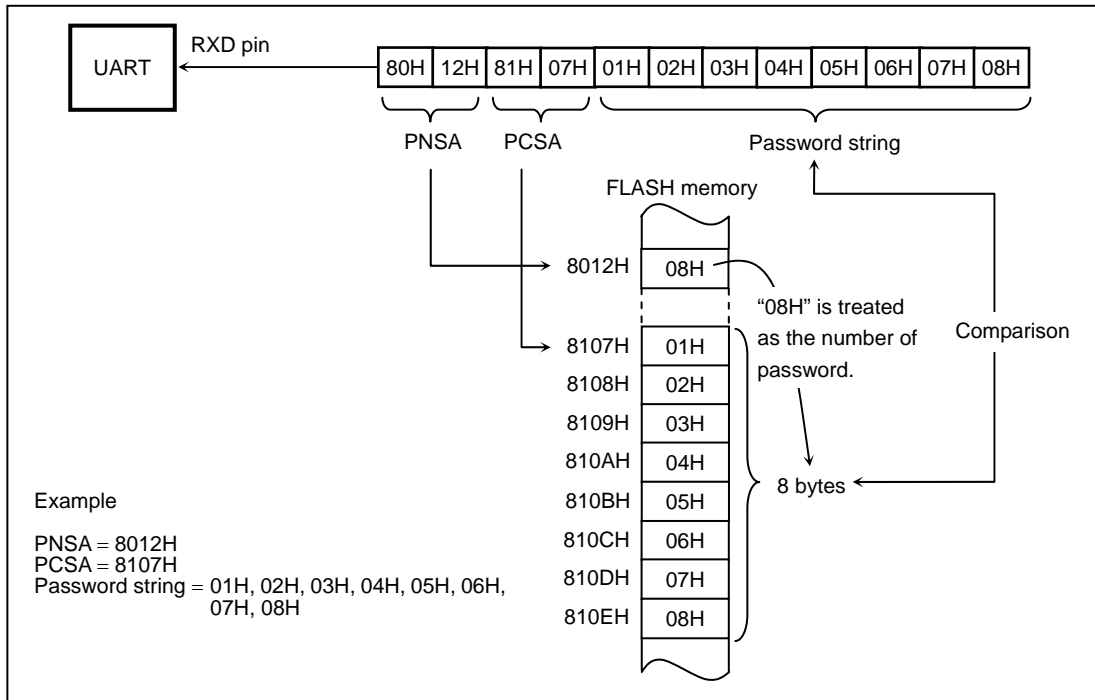 UART
RXD pin
80H 12H 81H 07H 01H 02H 03H 04H 05H 06H 07H 08H
PNSA PCSA Password string
FLASH memory
8012H 08H
“08H” is treated
as the number of
password.
Comparison
8107H 01H
8108H 02H
8109H 03H
810AH 04H
810BH 05H
810CH 06H
810DH 07H
810EH 08H
8 bytes
Example
PNSA = 8012H
PCSA = 8107H
Password string = 01H, 02H, 03H, 04H, 05H, 06H,
07H, 08H